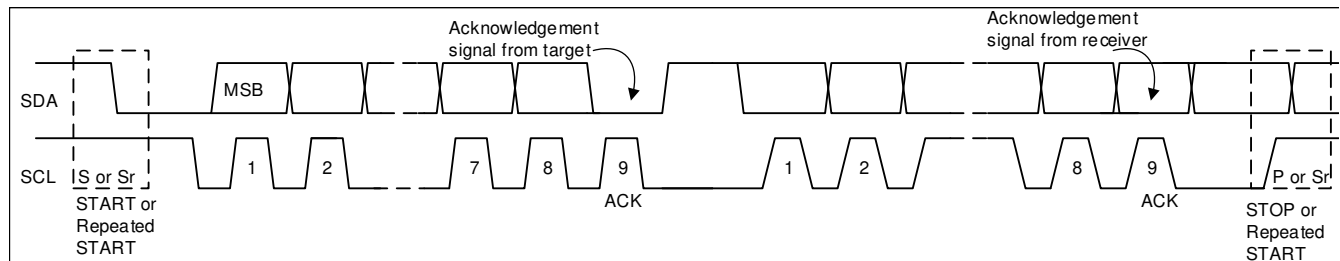 Acknowledgement
signal from target
Acknowledgement
signal from receiver
SDA
MSB
SCL
S or Sr
1
2
7
8
9
1
2
8
9
P or Sr
ACK
ACK
START or
Repeated
START
STOP or
Repeated
START